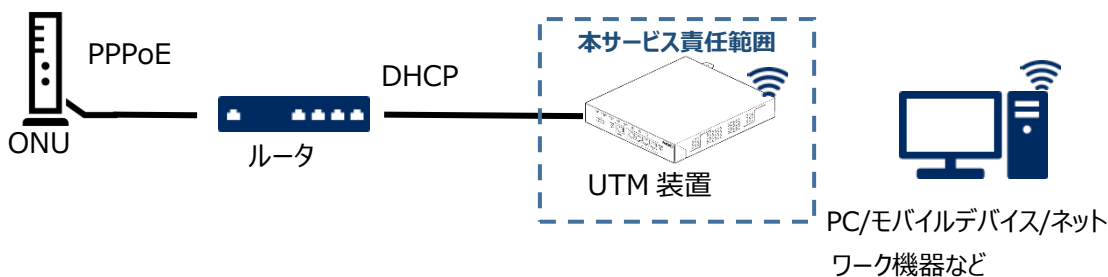 本サービス責任範囲
PPPoE
DHCP
ONU
ルータ
UTM 装置
PC/モバイルデバイス/ネット
ワーク機器など